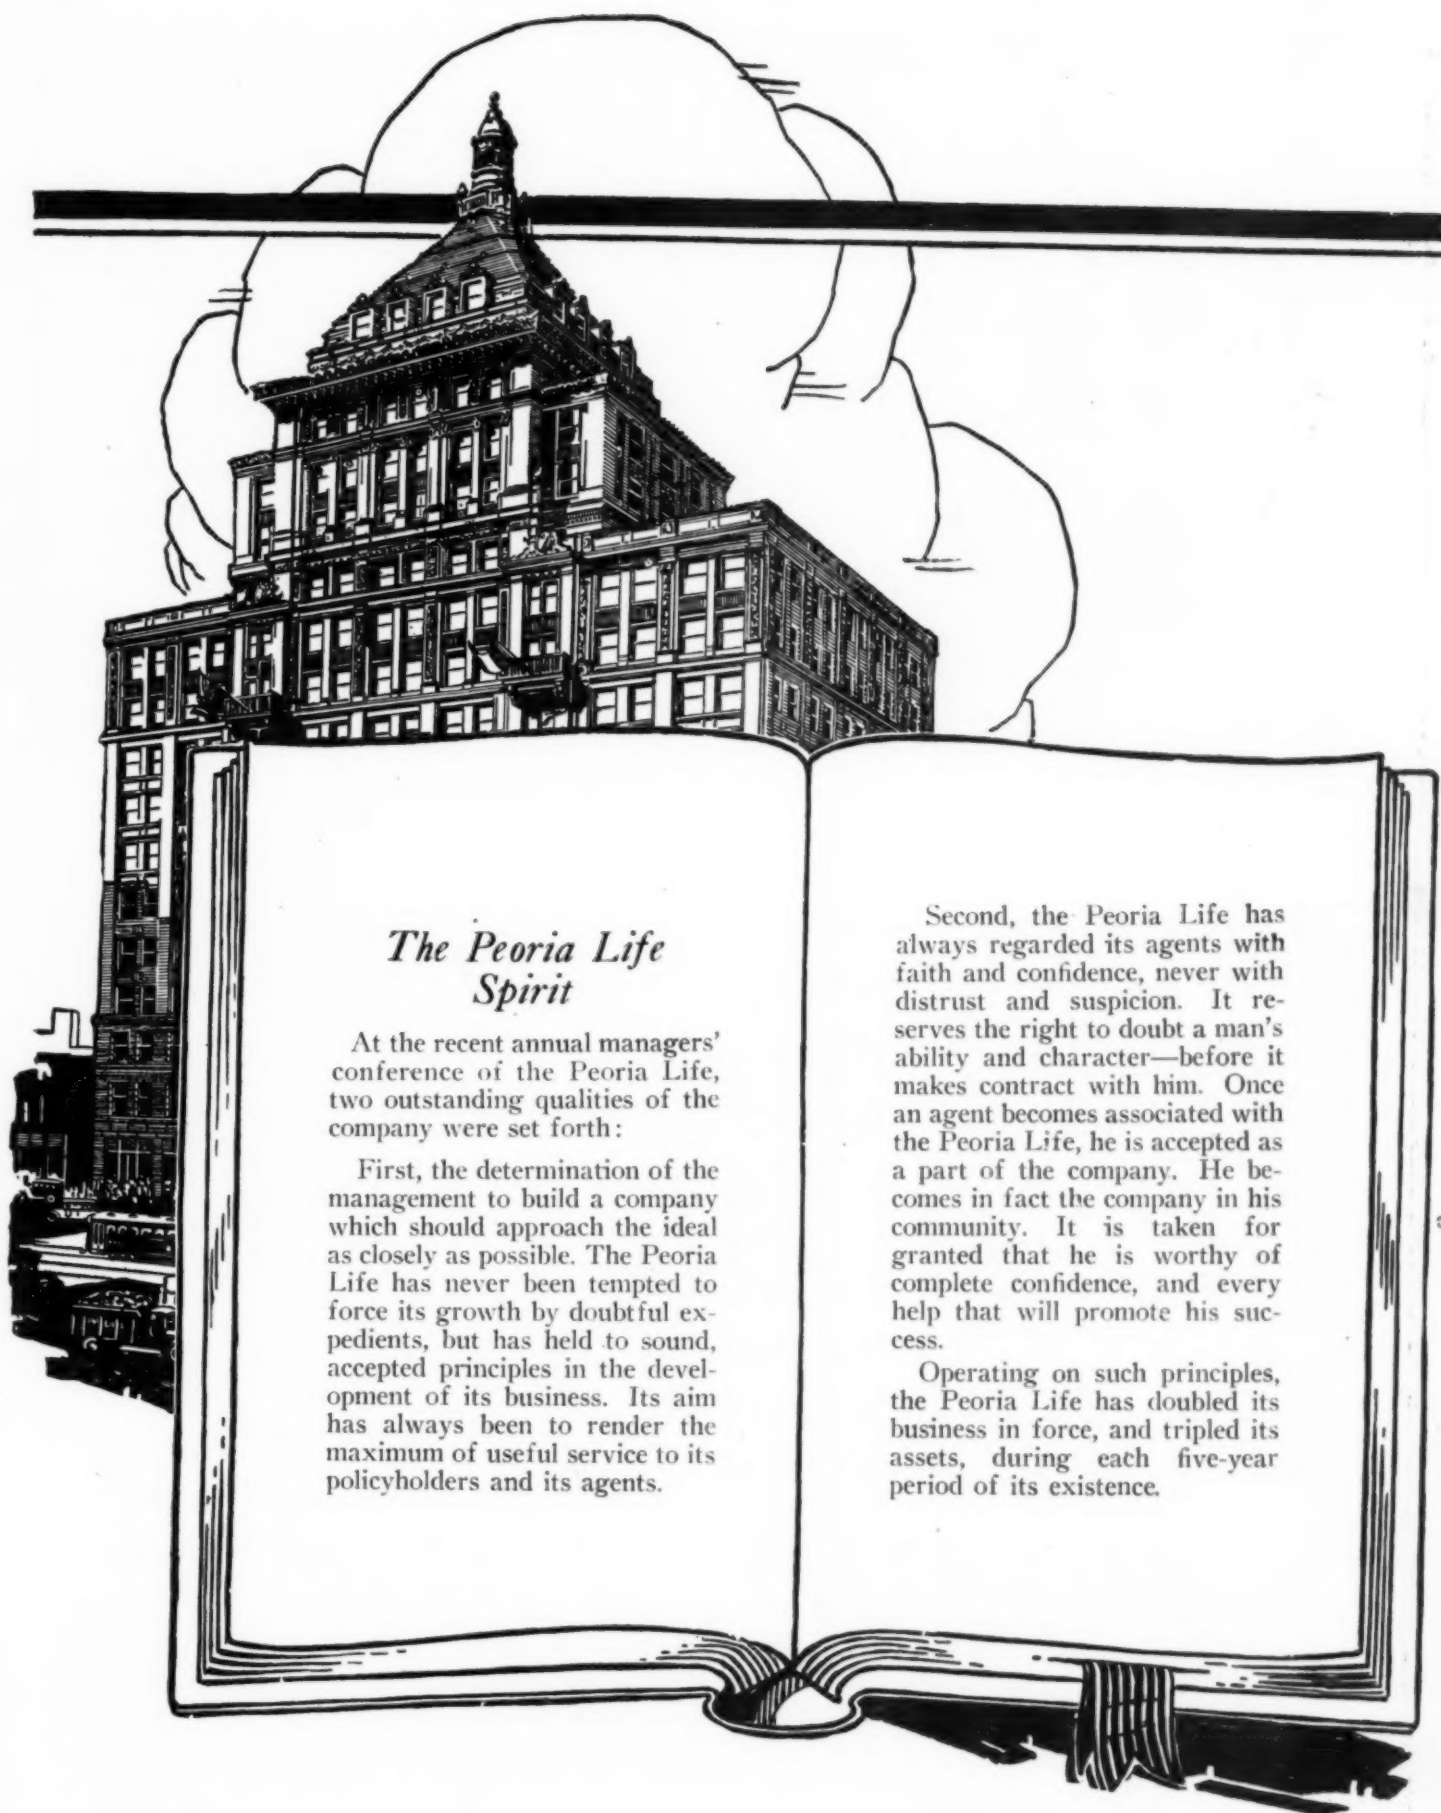 The Peoria Life
Spirit
At the recent annual managers'
conference of the Peoria Life,
two outstanding qualities of the
company were set forth:
First, the determination of the
management to build a company
which should approach the ideal
as closely as possible. The Peoria
Life has never been tempted to
force its growth by doubtful ex-
pedients, but has held to sound,
accepted principles in the devel-
opment of its business. Its aim
has always been to render the
maximum of useful service to its
policyholders and its agents.
Second, the Peoria Life has
always regarded its agents with
faith and confidence, never with
distrust and suspicion. It re-
serves the right to doubt a man's
ability and character—before it
makes contract with him. Once
an agent becomes associated with
the Peoria Life, he is accepted as
a part of the company. He be-
comes in fact the company in his
community. It is taken for
granted that he is worthy of
complete confidence, and every
help that will promote his suc-
cess.
Operating on such principles,
the Peoria Life has doubled its
business in force, and tripled its
assets, during each five-year
period of its existence.